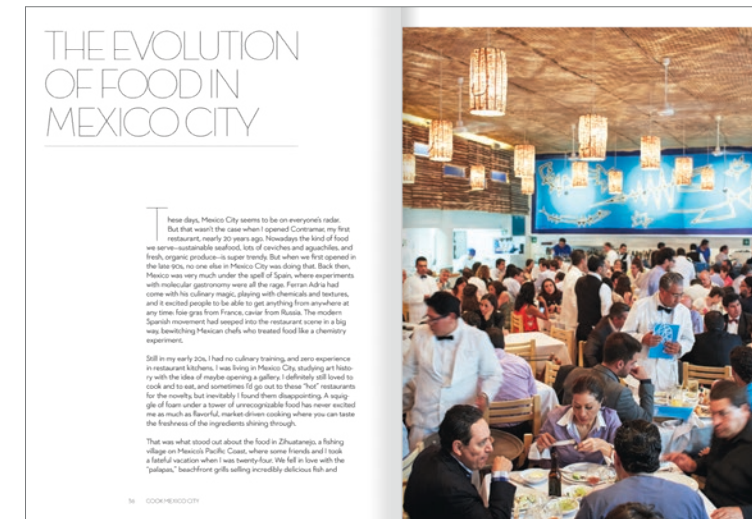 THE EVOLUTION
OF FOOD IN
MEXICO CITY
These days, Mexico City seems to be on everyone's radar.
But that wasn't the case when I opened Contramar, my first
restaurant, nearly 20 years ago. Nowadays the kind of food
we serve—sustainable seafood, lots of ceviches and aguachiles, and
fresh, organic produce—is super trendy. But when we first opened in
the late '90s, no one else in Mexico City was doing that. Back then,
Mexico was very much under the spell of Spain, where experiments
with molecular gastronomy were all the rage. Ferran Adria had
come with his culinary magic, playing with chemicals and textures,
and it excited people to be able to get anything from anywhere at
any time: foie gras from France, caviar from Russia. The modern
Spanish movement had seeped into the restaurant scene in a big
way, bewitching Mexican chefs who treated food like a chemistry
experiment.
Still in my early 20s, I had no culinary training, and zero experience
in restaurant kitchens. I was living in Mexico City, studying art histo-
ry with the idea of maybe opening a gallery. I definitely still loved to
cook and to eat, and sometimes I'd go out to these "hot" restaurants
for the novelty, but inevitably I found them disappointing. A squig-
gle of foam under a tower of unrecognizable food has never excited
me as much as flavorful, market-driven cooking where you can taste
the freshness of the ingredients shining through.
That was what stood out about the food in Zihuatanejo, a fishing
village on Mexico's Pacific Coast, where some friends and I took
a fateful vacation when I was twenty-four. We fell in love with the
"palapas," beachfront grills selling incredibly delicious fish and
56 COOK MEXICO CITY